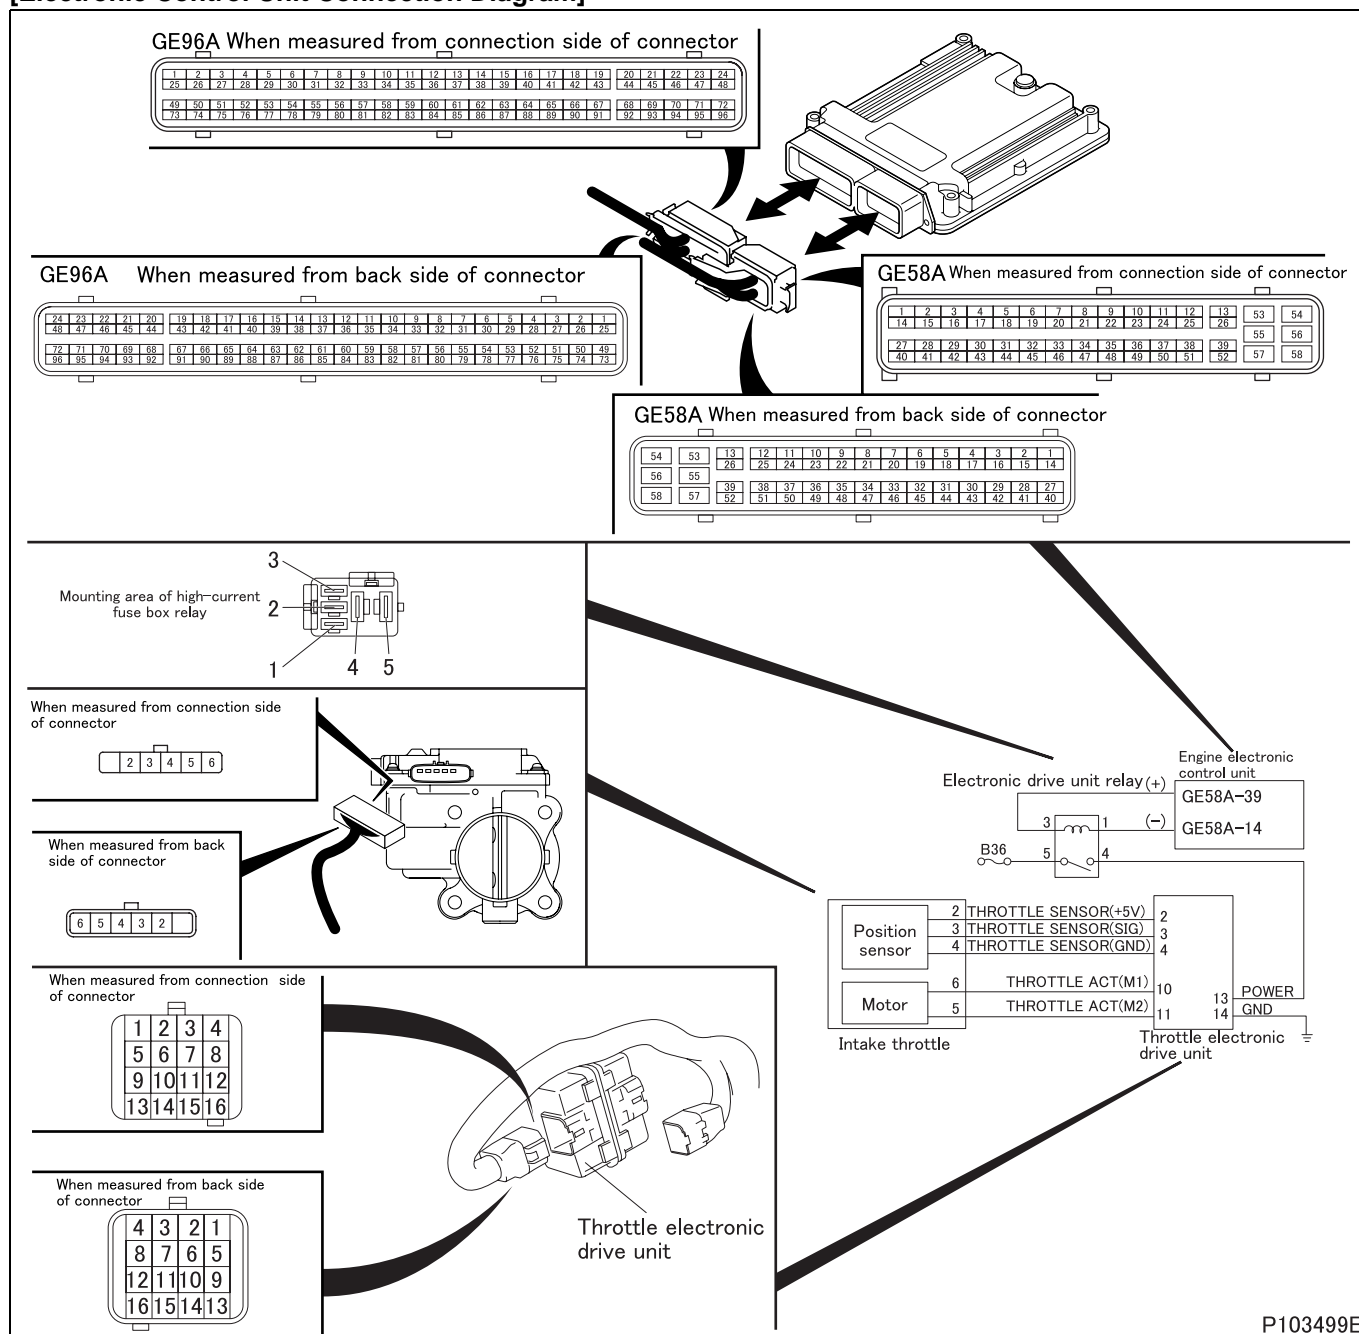 [Electronic Control Unit Connection Diagram]
GE96A When measured from connection side of connector
1 2 3 4 5 6 7 8 9 10 11 12 13 14 15 16 17 18 19 20 21 22 23 24
25 26 27 28 29 30 31 32 33 34 35 36 37 38 39 40 41 42 43 44 45 46 47 48
49 50 51 52 53 54 55 56 57 58 59 60 61 62 63 64 65 66 67 68 69 70 71 72
73 74 75 76 77 78 79 80 81 82 83 84 85 86 87 88 89 90 91 92 93 94 95 96
GE96A When measured from back side of connector
24 23 22 21 20 19 18 17 16 15 14 13 12 11 10 9 8 7 6 5 4 3 2 1
48 47 46 45 44 43 42 41 40 39 38 37 36 35 34 33 32 31 30 29 28 27 26 25
72 71 70 69 68 67 66 65 64 63 62 61 60 59 58 57 56 55 54 53 52 51 50 49
96 95 94 93 92 91 90 89 88 87 86 85 84 83 82 81 80 79 78 77 76 75 74 73
GE58A When measured from connection side of connector
1 2 3 4 5 6 7 8 9 10 11 12 13 53 54
14 15 16 17 18 19 20 21 22 23 24 25 26
55 56
27 28 29 30 31 32 33 34 35 36 37 38 39
40 41 42 43 44 45 46 47 48 49 50 51 52 57 58
GE58A When measured from back side of connector
54 53 13 12 11 10 9 8 7 6 5 4 3 2 1
26 25 24 23 22 21 20 19 18 17 16 15 14
56 55
39 38 37 36 35 34 33 32 31 30 29 28 27
58 57 52 51 50 49 48 47 46 45 44 43 42 41 40
Mounting area of high-current
fuse box relay
3
2
1
4 5
When measured from connection side
of connector
2 3 4 5 6
When measured from back
side of connector
6 5 4 3 2
Engine electronic
control unit
Electronic drive unit relay (+)
GE58A-39
3 1 (-) GE58A-14
B36 5 4
Position
sensor
2 THROTTLE SENSOR(+5V) 2
3 THROTTLE SENSOR(SIG) 3
4 THROTTLE SENSOR(GND) 4
Motor
6 THROTTLE ACT(M1) 10
5 THROTTLE ACT(M2) 11
13 POWER
14 GND
Intake throttle
Throttle electronic
drive unit
When measured from connection side
of connector
1 2 3 4
5 6 7 8
9 10 11 12
13 14 15 16
When measured from back side
of connector
4 3 2 1
8 7 6 5
12 11 10 9
16 15 14 13
Throttle electronic
drive unit
P103499E